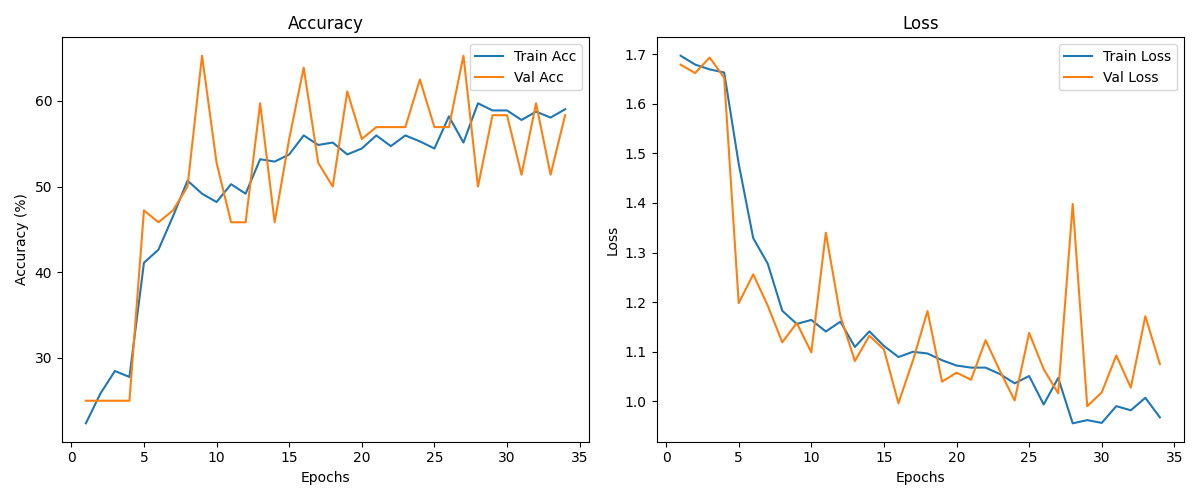 Accuracy
Train Acc
Val Acc
Accuracy (%)
60
50
40
30
0 5 10 15 20 25 30 35
Epochs
Loss
Train Loss
Val Loss
Loss
1.7
1.6
1.5
1.4
1.3
1.2
1.1
1.0
0 5 10 15 20 25 30 35
Epochs